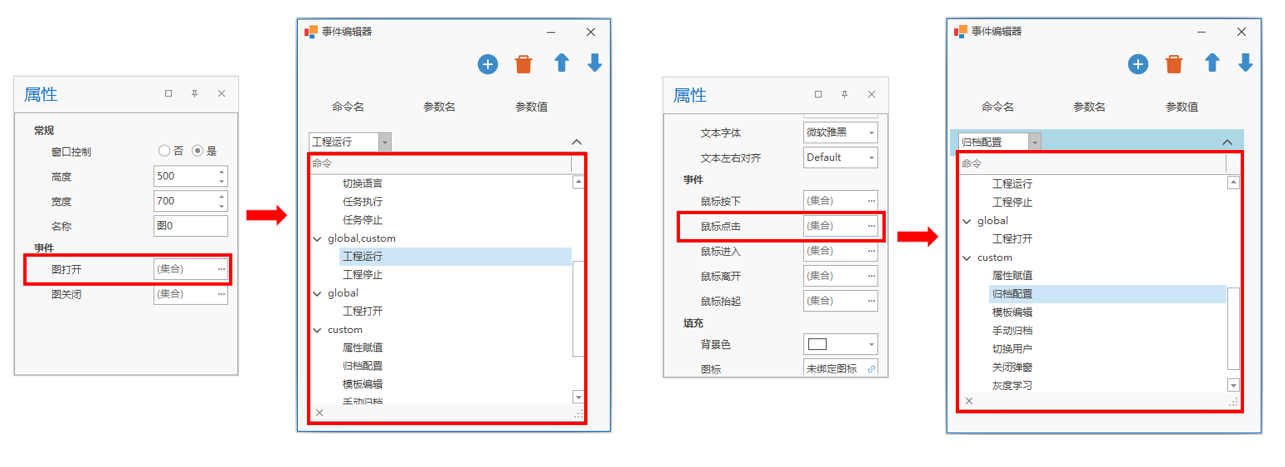 属性
常规
窗口控制 否 是
高度 500
宽度 700
名称 图0
事件
图打开 (集合) ...
图关闭 (集合) ...
事件编辑器
命令名 参数名 参数值
工程运行
命令
切换语言
任务执行
任务停止
global,custom
工程运行
工程停止
global
工程打开
custom
属性赋值
归档配置
模板编辑
手动归档
属性
文本字体 微软雅黑
文本左右对齐 Default
事件
鼠标按下 (集合) ...
鼠标点击 (集合) ...
鼠标进入 (集合) ...
鼠标离开 (集合) ...
鼠标抬起 (集合) ...
填充
背景色
图标 未绑定图标
事件编辑器
命令名 参数名 参数值
归档配置
命令
工程运行
工程停止
global
工程打开
custom
属性赋值
归档配置
模板编辑
手动归档
切换用户
关闭弹窗
灰度学习